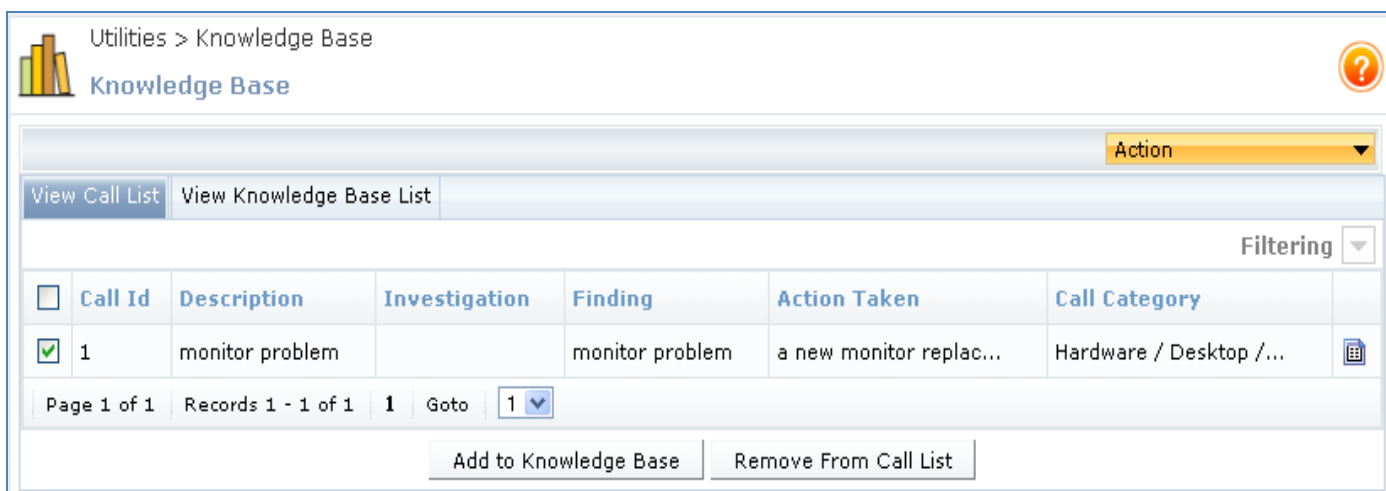 Utilities > Knowledge Base
Knowledge Base
?
Action
View Call List View Knowledge Base List
Filtering
Call Id Description Investigation Finding Action Taken Call Category
1 monitor problem monitor problem a new monitor replac... Hardware / Desktop /...
Page 1 of 1 Records 1 - 1 of 1 1 Goto 1
Add to Knowledge Base Remove From Call List